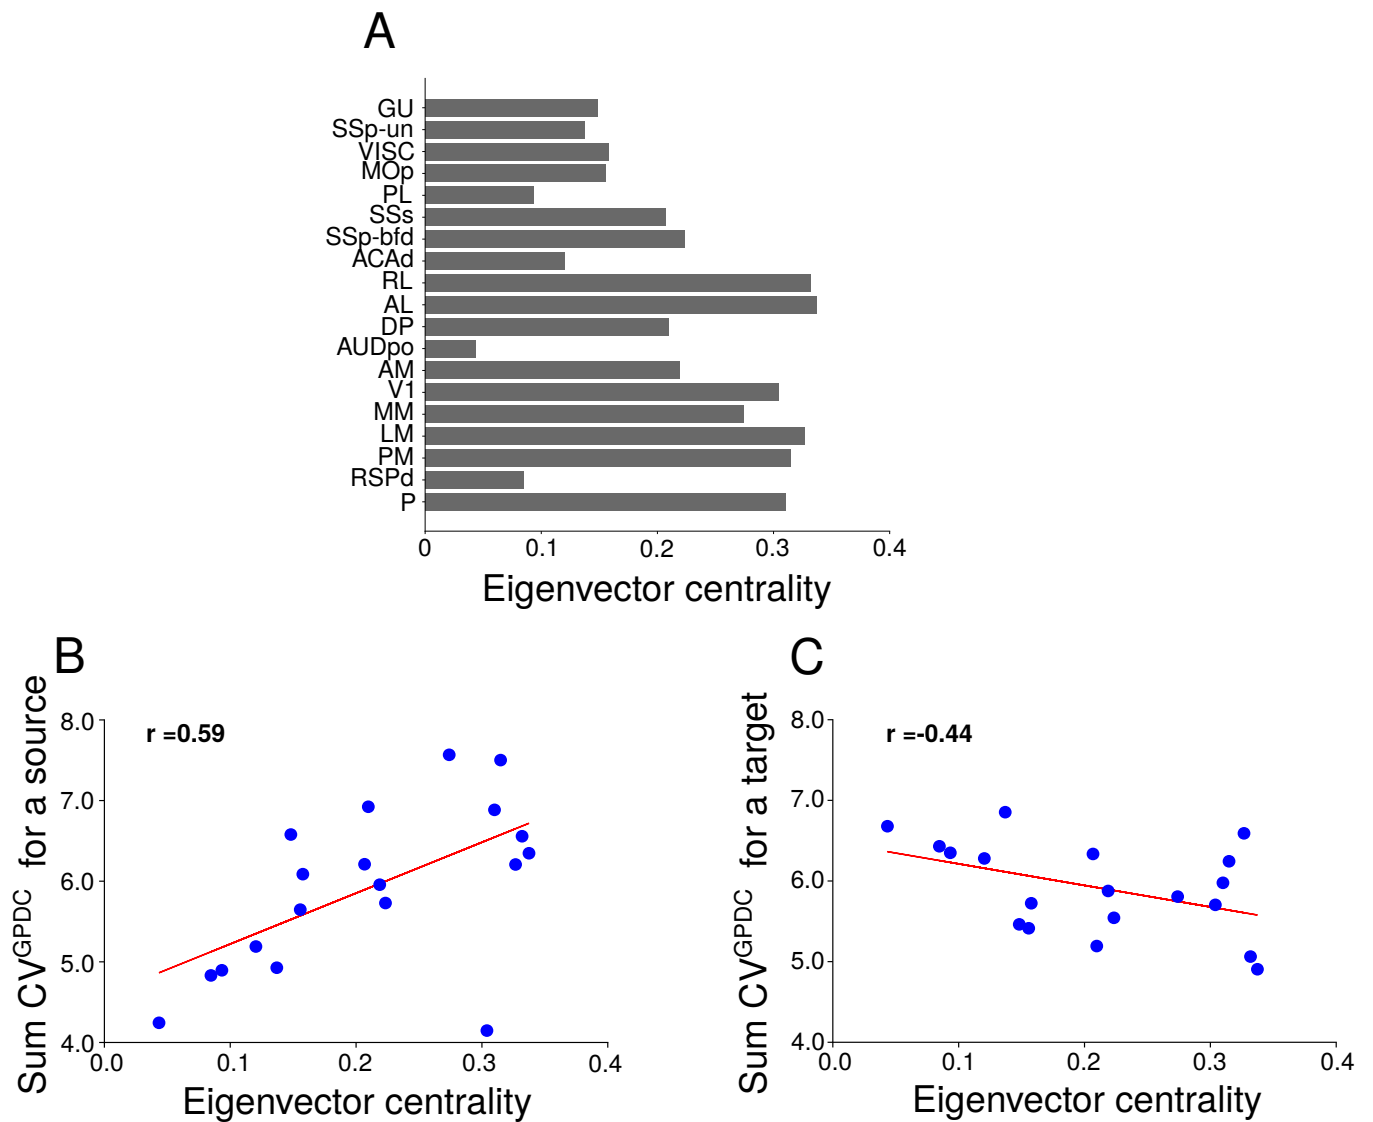 A
GU
SSp-un
VISC
MOp
PL
SSs
SSp-bfd
ACAd
RL
AL
DP
AUDpo
AM
V1
MM
LM
PM
RSPd
P
0 0.1 0.2 0.3 0.4
Eigenvector centrality
B
Sum CV^GPDC for a source
r =0.59
8.0
7.0
6.0
5.0
4.0
0.0 0.1 0.2 0.3 0.4
Eigenvector centrality
C
Sum CV^GPDC for a target
r =-0.44
8.0
7.0
6.0
5.0
4.0
0.0 0.1 0.2 0.3 0.4
Eigenvector centrality